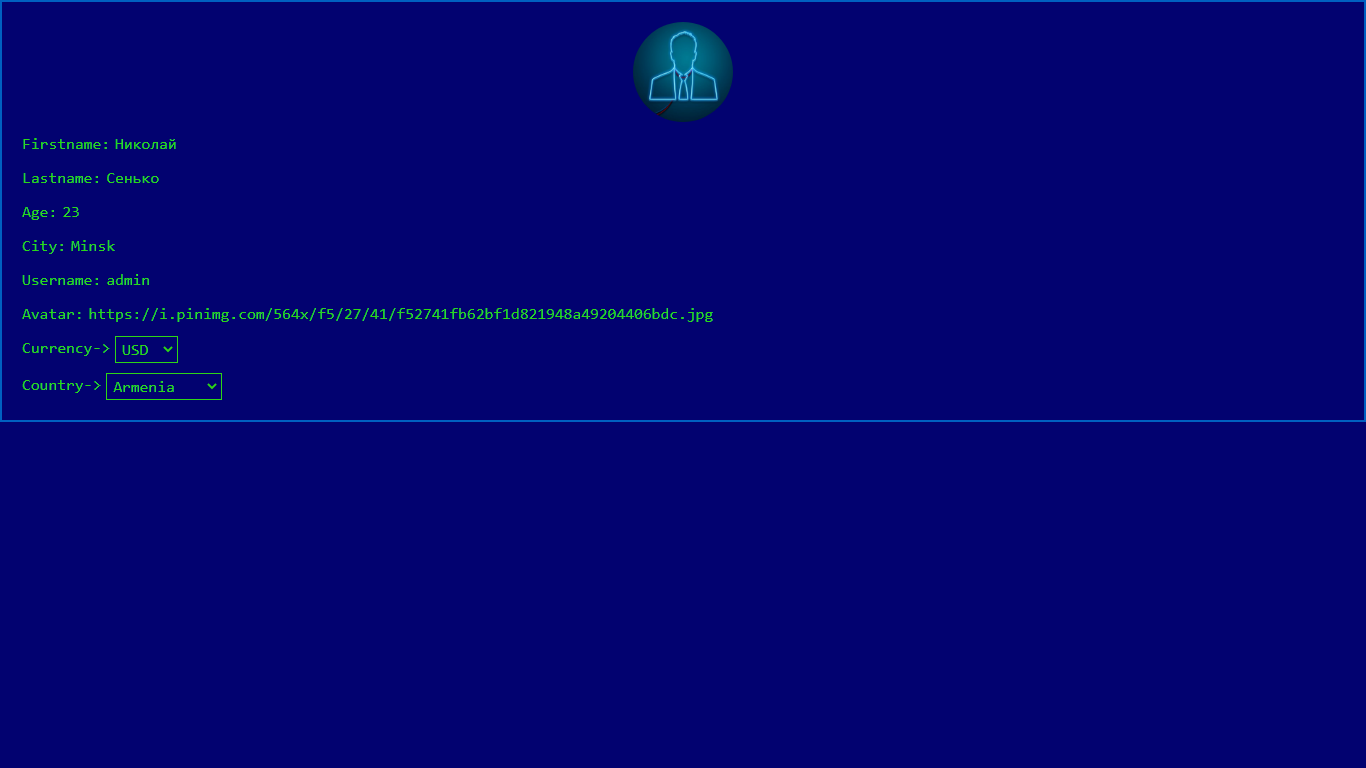 Firstname: Николай
Lastname: Сенько
Age: 23
City: Minsk
Username: admin
Avatar: https://i.pinimg.com/564x/f5/27/41/f52741fb62bf1d821948a49204406bdc.jpg
Currency-> USD
Country-> Armenia